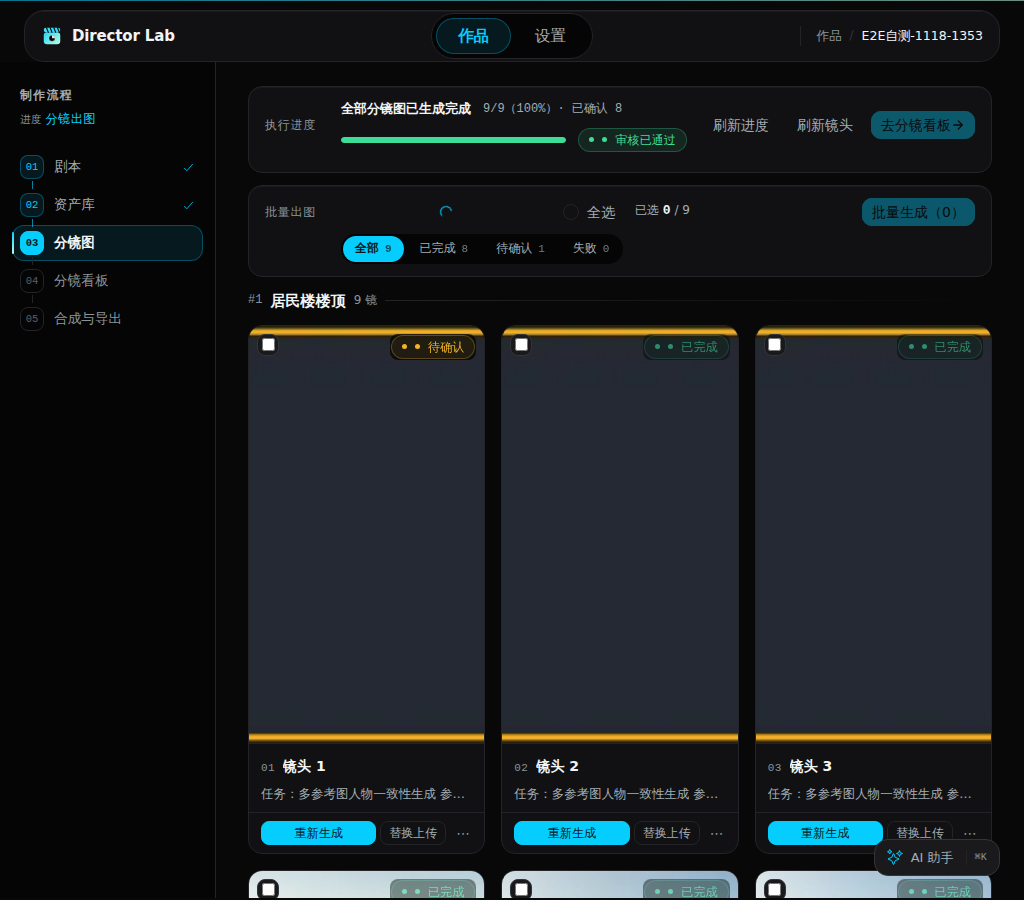 Director Lab
作品
设置
作品 / E2E自测-1118-1353
制作流程
进度 分镜出图
01 剧本
02 资产库
03 分镜图
04 分镜看板
05 合成与导出
执行进度
全部分镜图已生成完成 9/9（100%）· 已确认 8
审核已通过
刷新进度
刷新镜头
去分镜看板
批量出图
全选
已选 0 / 9
批量生成（0）
全部 9
已完成 8
待确认 1
失败 0
#1 居民楼楼顶 9 镜
待确认
已完成
已完成
01 镜头 1
任务：多参考图人物一致性生成 参…
重新生成
替换上传
…
02 镜头 2
任务：多参考图人物一致性生成 参…
重新生成
替换上传
…
03 镜头 3
任务：多参考图人物一致性生成 参…
重新生成
替换上传
…
AI 助手 ⌘K
已完成
已完成
已完成